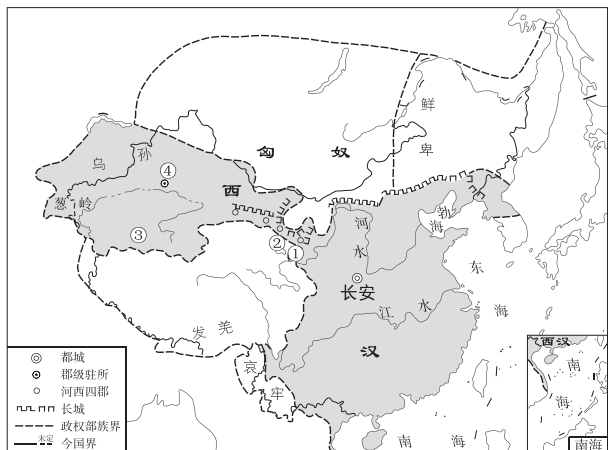 鲜卑
匈奴
乌孙
④
西
葱岭
③
②
①
河水
渤海
长安
江水
东海
发羌
汉
哀牢
南海
西汉
南海
南海
◎ 都城
郡级驻所
○ 河西四郡
长城
政权部族界
未定
今国界